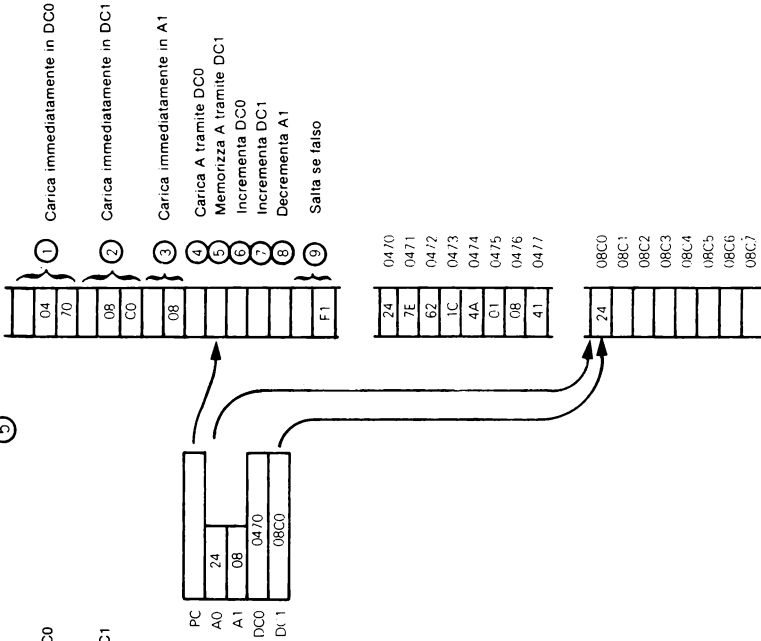 5
04
70
1 Carica immediatamente in DC0
08
C0
2 Carica immediatamente in DC1
08
3 Carica immediatamente in A1
4 Carica A tramite DC0
5 Memorizza A tramite DC1
6 Incrementa DC0
7 Incrementa DC1
8 Decrementa A1
F1
9 Salta se falso
24 0470
7E 0471
62 0472
1C 0473
4A 0474
01 0475
08 0476
41 0477
24 08C0
08C1
08C2
08C3
08C4
08C5
08C6
08C7
PC
A0 24
A1 08
DC0 0470
DC1 08C0
C0
C1